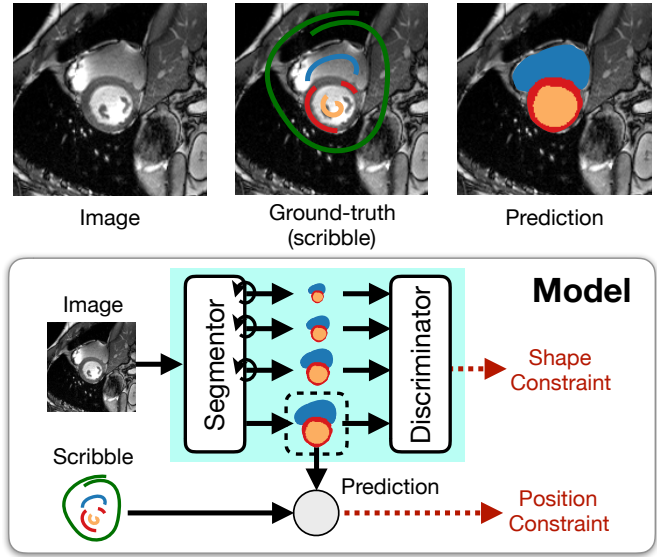 Image
Ground-truth
(scribble)
Prediction
Model
Image
Segmentor
Discriminator
Shape
Constraint
Scribble
Prediction
Position
Constraint